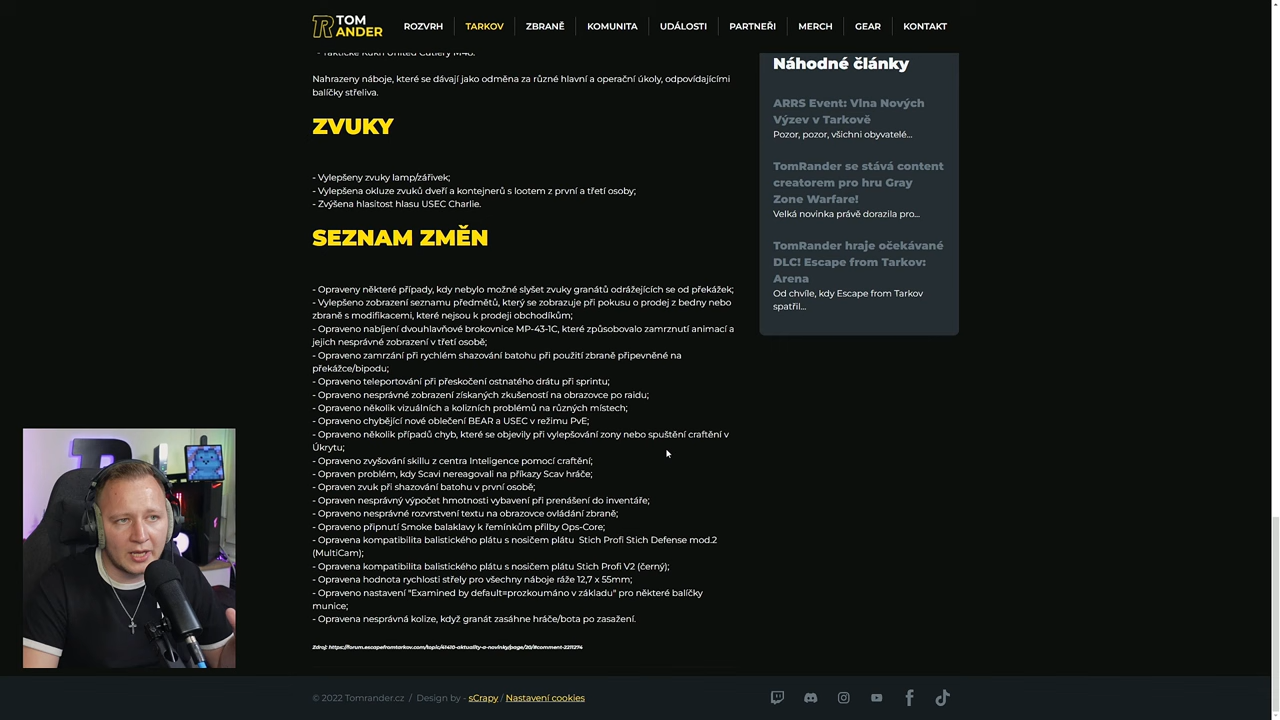 TOM
RANDER
ROZVRH
TARKOV
ZBRANĚ
KOMUNITA
UDÁLOSTI
PARTNEŘI
MERCH
GEAR
KONTAKT
Nahrazeny náboje, které se dávají jako odměna za různé hlavní a operační úkoly, odpovídajícími
balíčky střeliva.
ZVUKY
- Vylepšeny zvuky lamp/zářivek;
- Vylepšena okluze zvuků dveří a kontejnerů s lootem z první a třetí osoby;
- Zvýšena hlasitost hlasu USEC Charlie.
SEZNAM ZMĚN
- Opraveny některé případy, kdy nebylo možné slyšet zvuky granátů odrážejících se od překážek;
- Vylepšeno zobrazení seznamu předmětů, který se zobrazuje při pokusu o prodej z bedny nebo
zbraně s modifikacemi, které nejsou k prodeji obchodíkům;
- Opraveno nabíjení dvouhlavňové brokovnice MP-43-1C, které způsobovalo zamrznutí animací a
jejich nesprávné zobrazení v třetí osobě;
- Opraveno zamrzání při rychlém shazování batohu při použití zbraně připevněné na
překážce/bipodu;
- Opraveno teleportování při přeskočení ostnatého drátu při sprintu;
- Opraveno nesprávné zobrazení získaných zkušeností na obrazovce po raidu;
- Opraveno několik vizuálních a kolizních problémů na různých místech;
- Opraveno chybějící nové oblečení BEAR a USEC v režimu PvE;
- Opraveno několik případů chyb, které se objevily při vylepšování zony nebo spuštění craftění v
Úkrytu;
- Opraveno zvyšování skillu z centra Inteligence pomocí craftění;
- Opraven problém, kdy Scavi nereagovali na příkazy Scav hráče;
- Opraven zvuk při shazování batohu v první osobě;
- Opraven nesprávný výpočet hmotnosti vybavení při prenášení do inventáře;
- Opraveno nesprávné rozvrstvení textu na obrazovce ovládání zbraně;
- Opraveno připnutí Smoke balaklavy k řemínkům přilby Ops-Core;
- Opravena kompatibilita balistického plátu s nosičem plátu Stich Profi Stich Defense mod.2
(MultiCam);
- Opravena kompatibilita balistického plátu s nosičem plátu Stich Profi V2 (černý);
- Opravena hodnota rychlosti střely pro všechny náboje ráže 12,7 x 55mm;
- Opraveno nastavení "Examined by default=prozkoumáno v základu" pro některé balíčky
munice;
- Opravena nesprávná kolize, když granát zasáhne hráče/bota po zasažení.
Zdroj: https://forum.escapefromtarkov.com/topic/41410-aktuality-a-novinky/page/20/#comment-2211274
Náhodné články
ARRS Event: Vlna Nových
Výzev v Tarkově
Pozor, pozor, všichni obyvatelé...
TomRander se stává content
creatorem pro hru Gray
Zone Warfare!
Velká novinka právě dorazila pro...
TomRander hraje očekávané
DLC! Escape from Tarkov:
Arena
Od chvíle, kdy Escape from Tarkov
spatřil...
© 2022 Tomrander.cz / Design by - sCrapy / Nastavení cookies